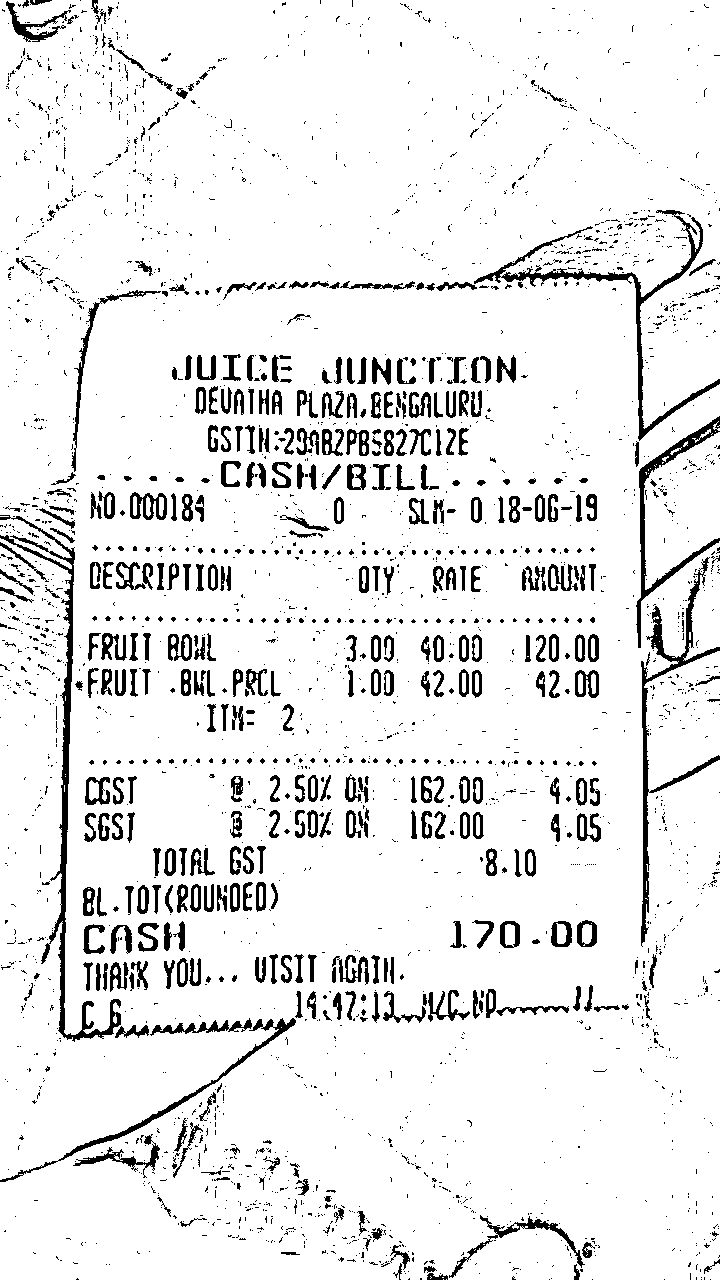 JUICE JUNCTION
DEVATHA PLAZA,BENGALURU.
GSTIN:-29ABZPB5827C1ZE
.....CASH/BILL......
NO.000184 0 SLM- 0 18-06-19
DESCRIPTION QTY RATE AMOUNT
FRUIT BOWL 3.00 40.00 120.00
FRUIT .BWL.PRCL 1.00 42.00 42.00
ITM= 2
CGST @ 2.50% ON 162.00 4.05
SGST @ 2.50% ON 162.00 4.05
TOTAL GST 8.10
BL.TOT(ROUNDED)
CASH 170.00
THANK YOU... VISIT AGAIN.
14:47:13 M/C NO